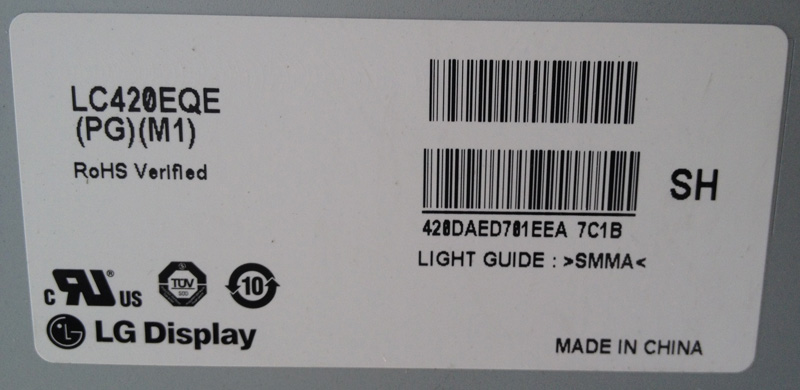 LC420EQE
(PG)(M1)
RoHS Verified
420DAED701EEA 7C1B
SH
LIGHT GUIDE : >SMMA<
c RU US
TÜV
10
LG Display
MADE IN CHINA